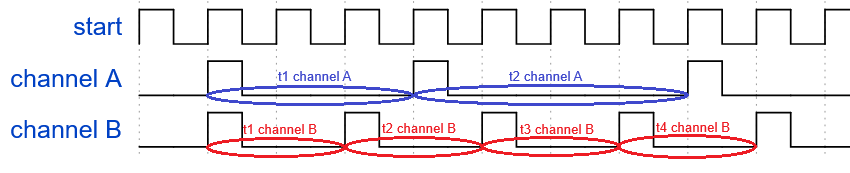 start
channel A
t1 channel A
t2 channel A
channel B
t1 channel B
t2 channel B
t3 channel B
t4 channel B